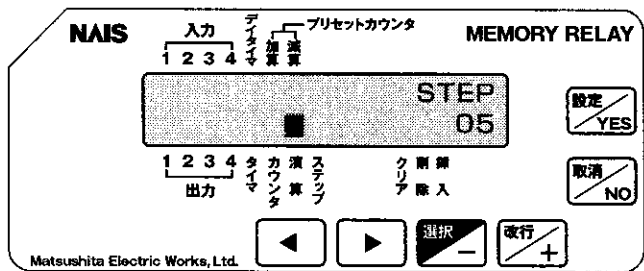 NAiS
入力
デイタイマ
加算
減算
プリセットカウンタ
MEMORY RELAY
1 2 3 4
STEP
05
設定 YES
1 2 3 4
出力
タイマ
カウンタ
演算
ステップ
クリア
削除
挿入
取消 NO
◀
▶
選択 −
改行 +
Matsushita Electric Works, Ltd.